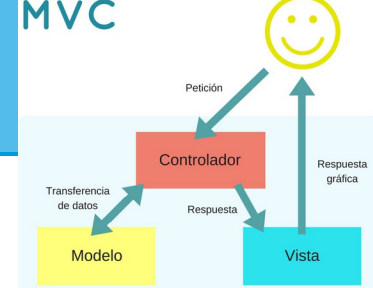 MVC
Petición
Controlador
Transferencia
de datos
Respuesta
Respuesta
gráfica
Modelo
Vista